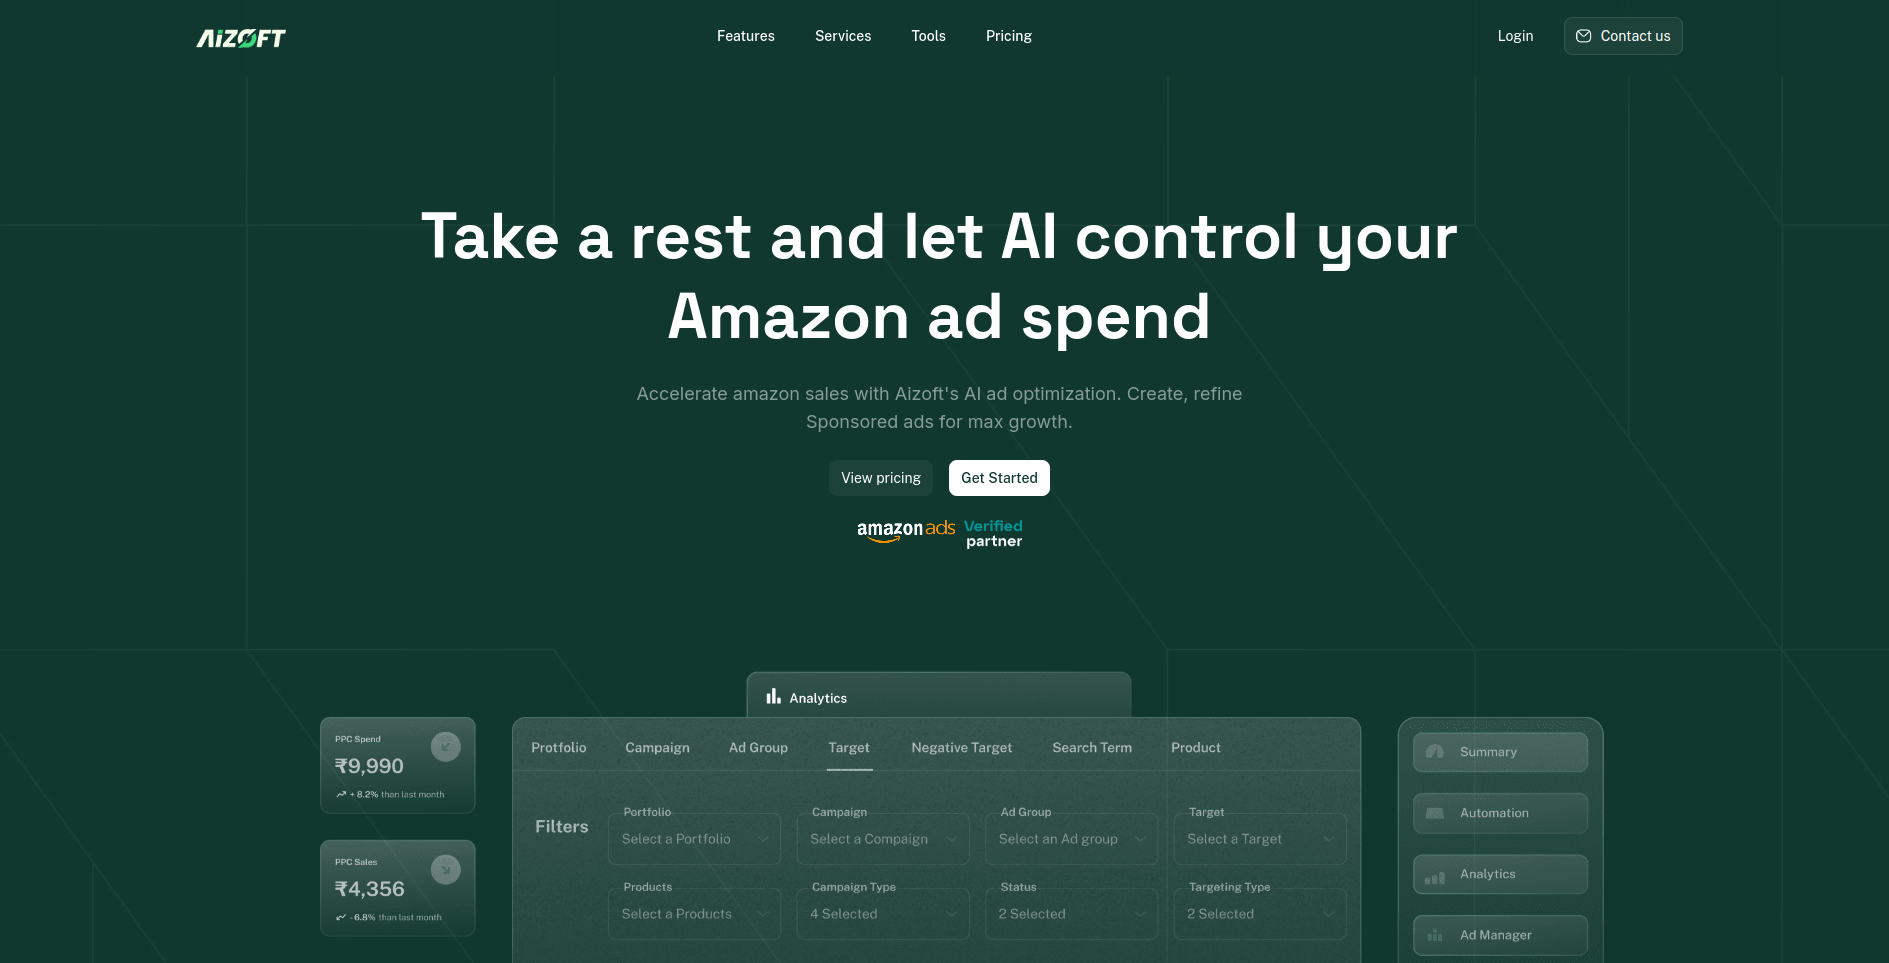 AiZOFT
Features
Services
Tools
Pricing
Login
Contact us
Take a rest and let AI control your
Amazon ad spend
Accelerate amazon sales with Aizoft's AI ad optimization. Create, refine
Sponsored ads for max growth.
View pricing
Get Started
amazon ads Verified
partner
Analytics
PPC Spend
₹9,990
+ 8.2% than last month
PPC Sales
₹4,356
-6.8% than last month
Protfolio
Campaign
Ad Group
Target
Negative Target
Search Term
Product
Filters
Portfolio
Select a Portfolio
Campaign
Select a Compaign
Ad Group
Select an Ad group
Target
Select a Target
Products
Select a Products
Campaign Type
4 Selected
Status
2 Selected
Targeting Type
2 Selected
Summary
Automation
Analytics
Ad Manager